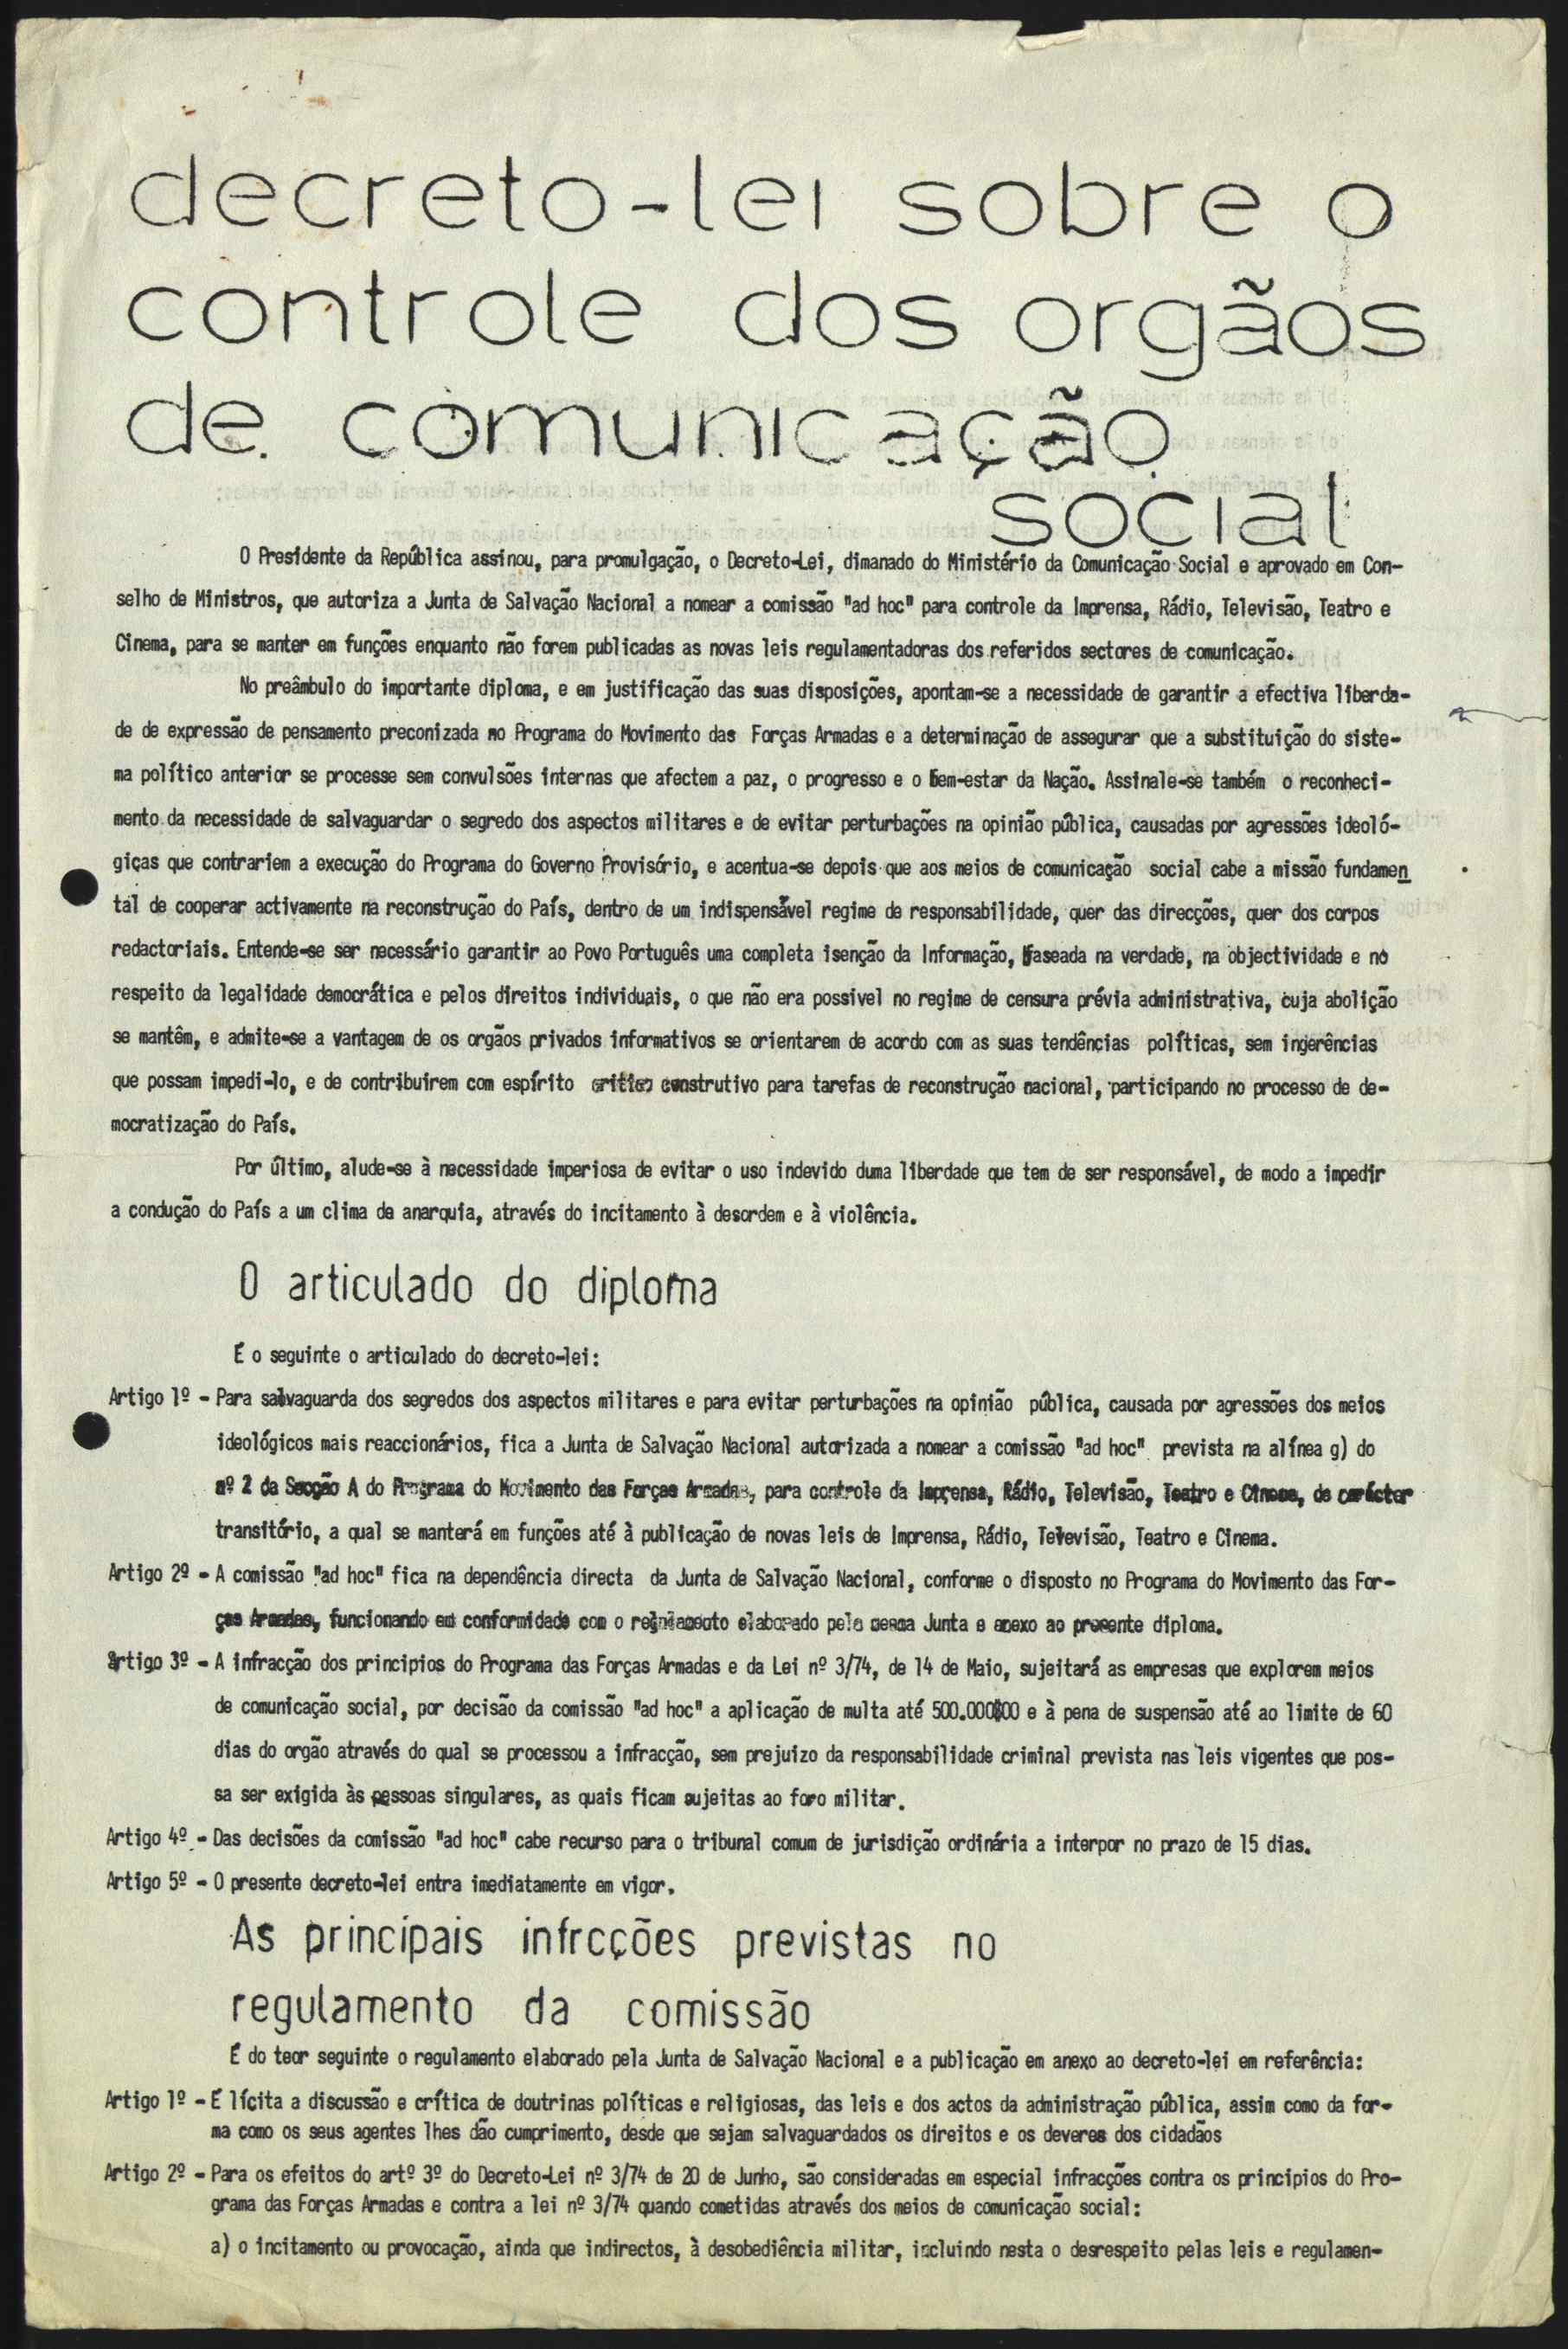 decreto-lei sobre o
controle dos orgãos
de comunicação
social
O Presidente da República assinou, para promulgação, o Decreto-Lei, dimanado do Ministério da Comunicação Social e aprovado em Con-
selho de Ministros, que autoriza a Junta de Salvação Nacional a nomear a comissão "ad hoc" para controle da Imprensa, Rádio, Televisão, Teatro e
Cinema, para se manter em funções enquanto não forem publicadas as novas leis regulamentadoras dos referidos sectores de comunicação.
No preâmbulo do importante diploma, e em justificação das suas disposições, apontam-se a necessidade de garantir a efectiva liberda-
de de expressão de pensamento preconizada no Programa do Movimento das Forças Armadas e a determinação de assegurar que a substituição do siste-
ma político anterior se processe sem convulsões internas que afectem a paz, o progresso e o bem-estar da Nação. Assinale-se também o reconheci-
mento da necessidade de salvaguardar o segredo dos aspectos militares e de evitar perturbações na opinião pública, causadas por agressões ideoló-
giças que contrariem a execução do Programa do Governo Provisório, e acentua-se depois que aos meios de comunicação social cabe a missão fundamen
tal de cooperar activamente na reconstrução do País, dentro de um indispensável regime de responsabilidade, quer das direcções, quer dos corpos
redactoriais. Entende-se ser necessário garantir ao Povo Português uma completa isenção da Informação, baseada na verdade, na objectividade e no
respeito da legalidade democrática e pelos direitos individuais, o que não era possivel no regime de censura prévia administrativa, cuja abolição
se mantêm, e admite-se a vantagem de os orgãos privados informativos se orientarem de acordo com as suas tendências políticas, sem ingerências
que possam impedi-lo, e de contribuirem com espírito critico construtivo para tarefas de reconstrução nacional, participando no processo de de-
mocratização do País.
Por último, alude-se à necessidade imperiosa de evitar o uso indevido duma liberdade que tem de ser responsável, de modo a impedir
a condução do País a um clima de anarquia, através do incitamento à desordem e à violência.
O articulado do diploma
É o seguinte o articulado do decreto-lei:
Artigo 1º - Para salvaguarda dos segredos dos aspectos militares e para evitar perturbações na opinião pública, causada por agressões dos meios
ideológicos mais reaccionários, fica a Junta de Salvação Nacional autorizada a nomear a comissão "ad hoc" prevista na alínea g) do
nº 2 da Secção A do Programa do Movimento das Forças Armadas, para controle da Imprensa, Rádio, Televisão, Teatro e Cinema, de carácter
transitório, a qual se manterá em funções até à publicação de novas leis de Imprensa, Rádio, Televisão, Teatro e Cinema.
Artigo 2º - A comissão "ad hoc" fica na dependência directa da Junta de Salvação Nacional, conforme o disposto no Programa do Movimento das For-
ças Armadas, funcionando em conformidade com o regulamento elaborado pela mesma Junta e anexo ao presente diploma.
Artigo 3º - A infracção dos principios do Programa das Forças Armadas e da Lei nº 3/74, de 14 de Maio, sujeitará as empresas que explorem meios
de comunicação social, por decisão da comissão "ad hoc" a aplicação de multa até 500.000$00 e à pena de suspensão até ao limite de 60
dias do orgão através do qual se processou a infracção, sem prejuizo da responsabilidade criminal prevista nas leis vigentes que pos-
sa ser exigida às pessoas singulares, as quais ficam sujeitas ao foro militar.
Artigo 4º - Das decisões da comissão "ad hoc" cabe recurso para o tribunal comum de jurisdição ordinária a interpor no prazo de 15 dias.
Artigo 5º - O presente decreto-lei entra imediatamente em vigor.
As principais infrcções previstas no
regulamento da comissão
É do teor seguinte o regulamento elaborado pela Junta de Salvação Nacional e a publicação em anexo ao decreto-lei em referência:
Artigo 1º - É lícita a discussão e crítica de doutrinas políticas e religiosas, das leis e dos actos da administração pública, assim como da for-
ma como os seus agentes lhes dão cumprimento, desde que sejam salvaguardados os direitos e os deveres dos cidadãos
Artigo 2º - Para os efeitos do artº 3º do Decreto-Lei nº 3/74 de 20 de Junho, são consideradas em especial infracções contra os principios do Pro-
grama das Forças Armadas e contra a lei nº 3/74 quando cometidas através dos meios de comunicação social:
a) o incitamento ou provocação, ainda que indirectos, à desobediência militar, incluindo nesta o desrespeito pelas leis e regulamen-